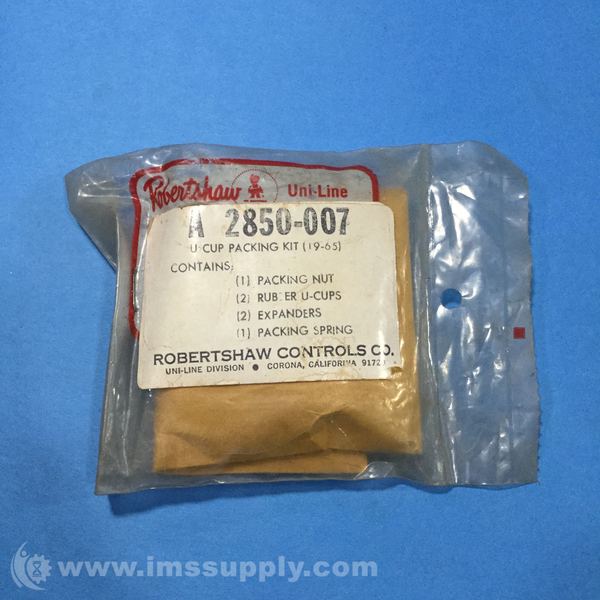 Robertshaw Uni-Line
A 2850-007
U-CUP PACKING KIT (19-65)
CONTAINS:
(1) PACKING NUT
(2) RUBBER U-CUPS
(2) EXPANDERS
(1) PACKING SPRING
ROBERTSHAW CONTROLS CO.
UNI-LINE DIVISION • CORONA, CALIFORNIA 9172
www.imssupply.com